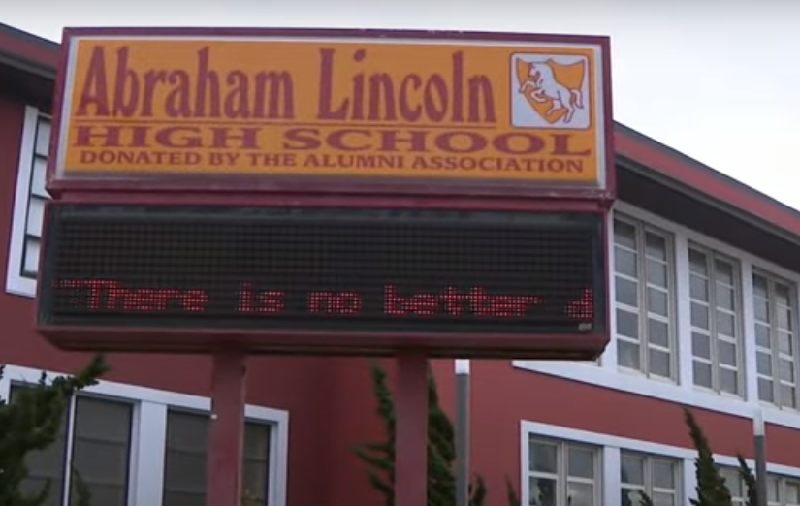 Abraham Lincoln
HIGH SCHOOL
DONATED BY THE ALUMNI ASSOCIATION
"There is no better d